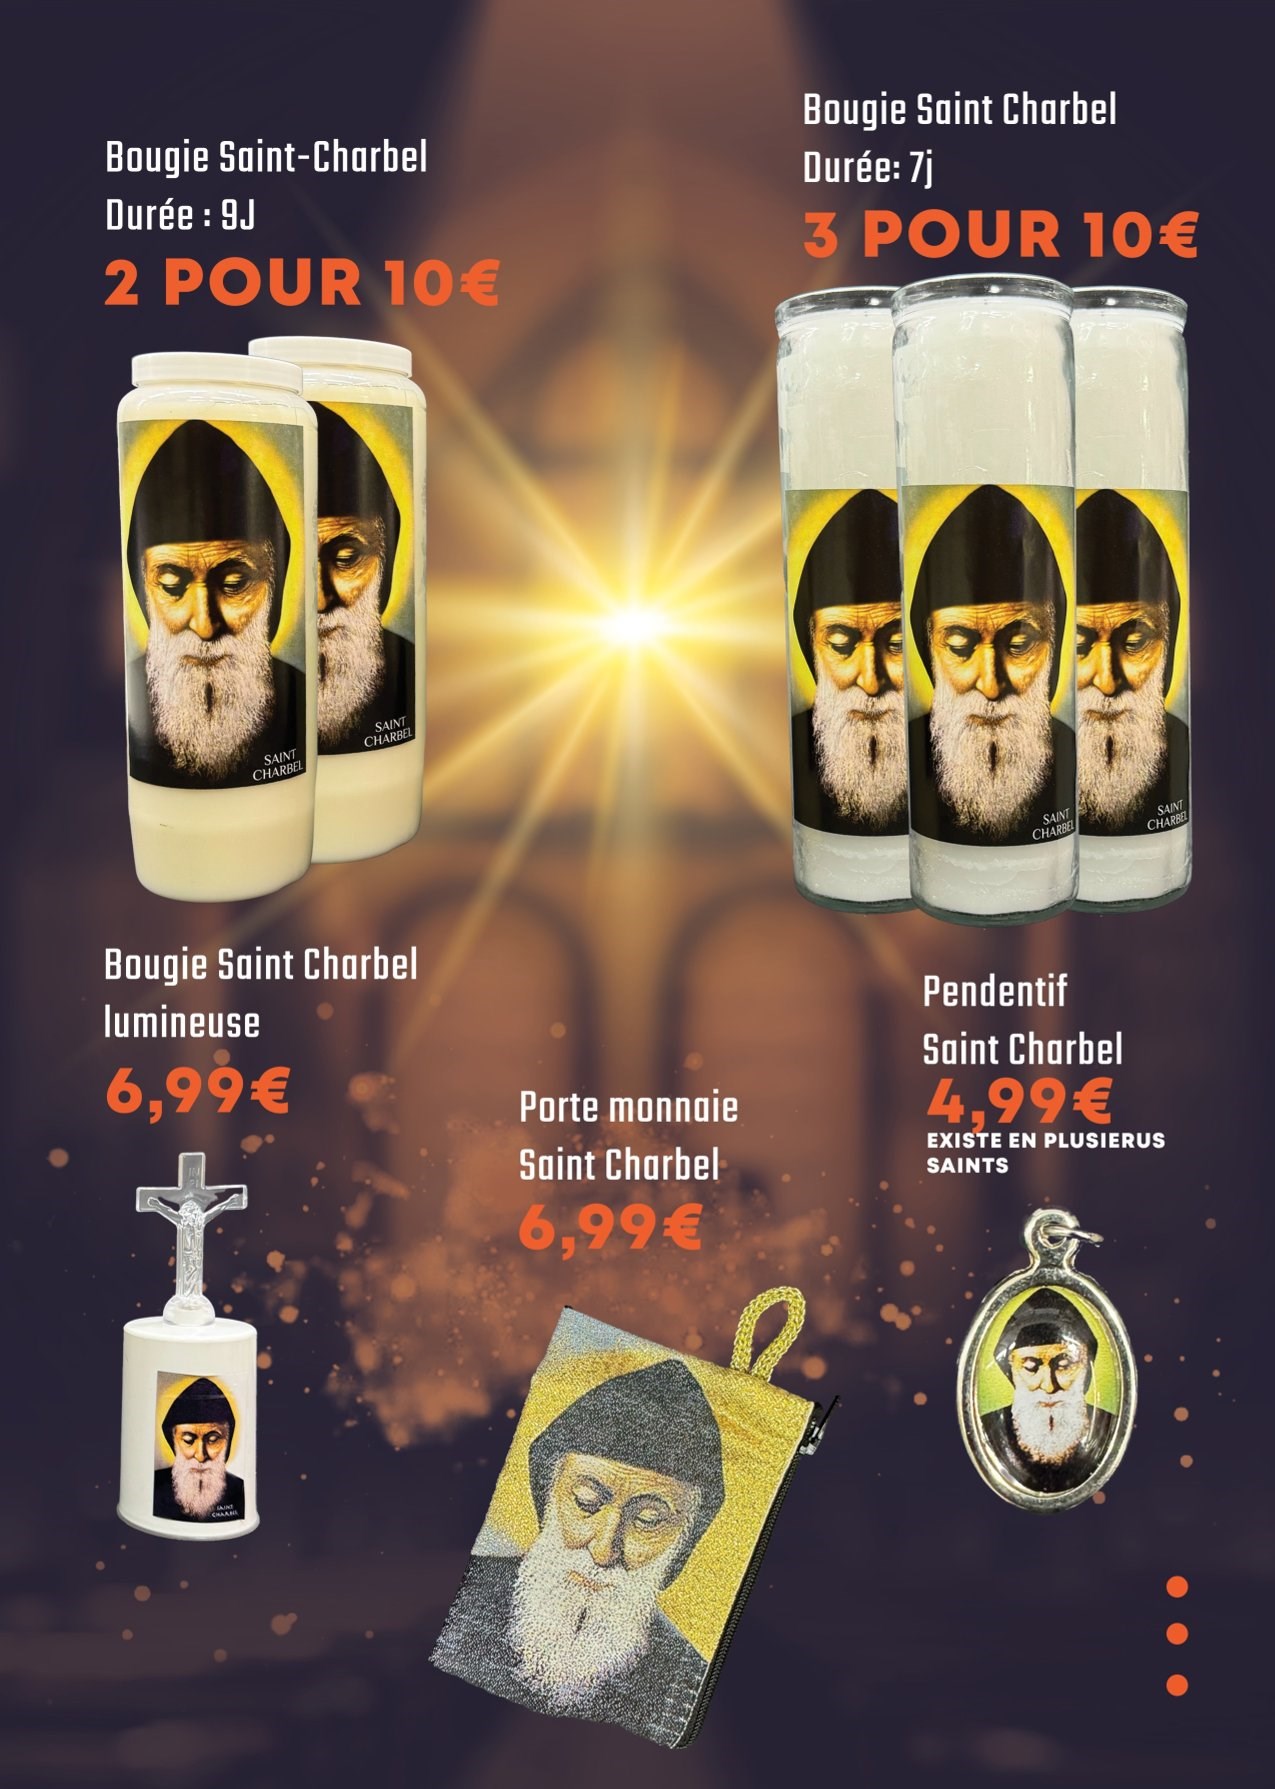 Bougie Saint-Charbel
Durée : 9J
2 POUR 10€
Bougie Saint Charbel
Durée: 7j
3 POUR 10€
SAINT
CHARBEL
SAINT
CHARBEL
SAINT
CHARBEL
SAINT
CHARBEL
Bougie Saint Charbel
lumineuse
6,99€
Porte monnaie
Saint Charbel
6,99€
Pendentif
Saint Charbel
4,99€
EXISTE EN PLUSIERUS
SAINTS
SAINT
CHARBEL